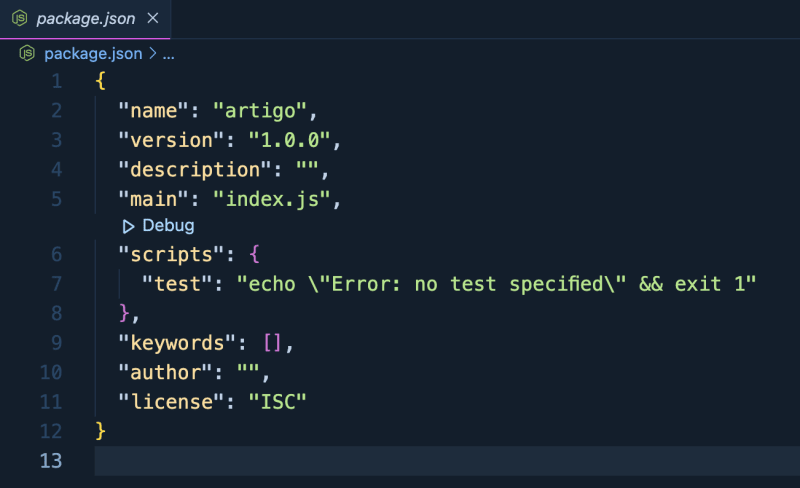 package.json ×
package.json > ...
1 {
2 "name": "artigo",
3 "version": "1.0.0",
4 "description": "",
5 "main": "index.js",
Debug
6 "scripts": {
7 "test": "echo \"Error: no test specified\" && exit 1"
8 },
9 "keywords": [],
10 "author": "",
11 "license": "ISC"
12 }
13